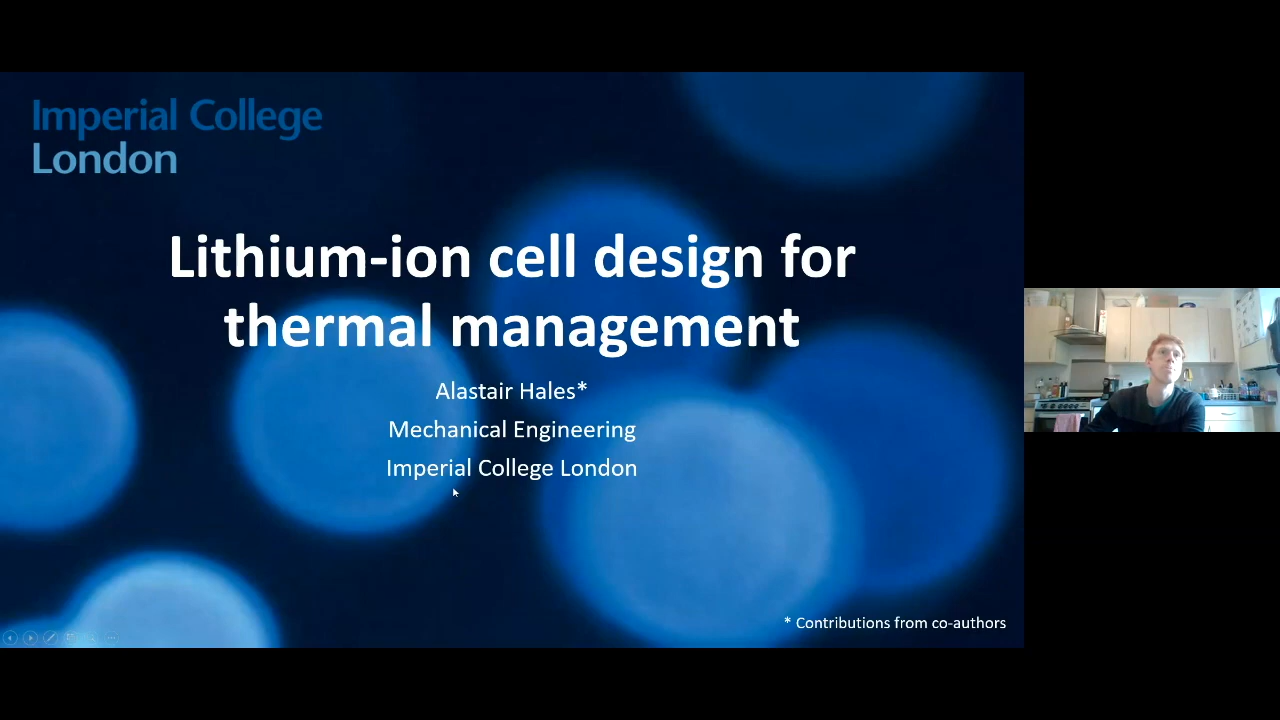 Imperial College
London
Lithium-ion cell design for
thermal management
Alastair Hales*
Mechanical Engineering
Imperial College London
* Contributions from co-authors